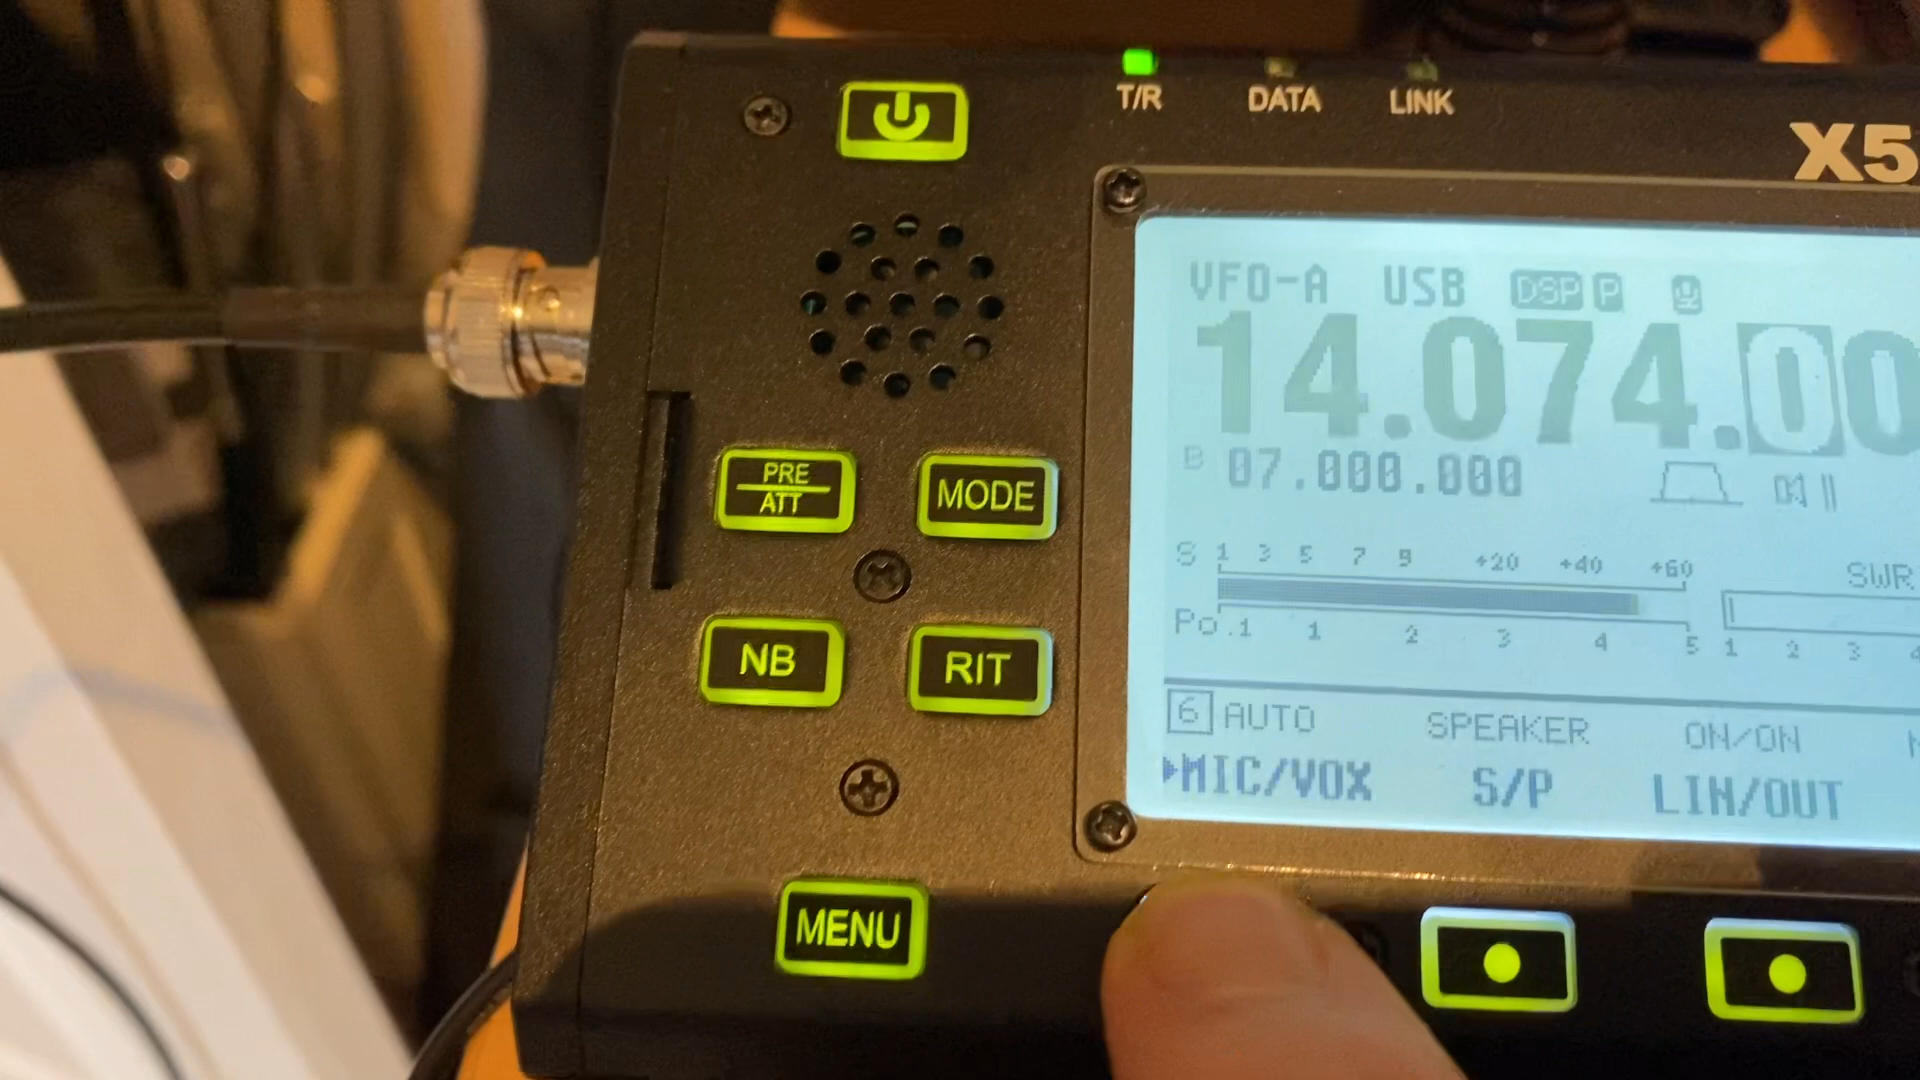 T/R DATA LINK
X5
VFO-A USB DSP P
14.074.00
B 07.000.000
S 1 3 5 7 9 +20 +40 +60
SWR
Po .1 1 2 3 4 5
1 2 3 4
6 AUTO SPEAKER ON/ON
MIC/VOX S/P LIN/OUT
PRE
ATT
MODE
NB
RIT
MENU